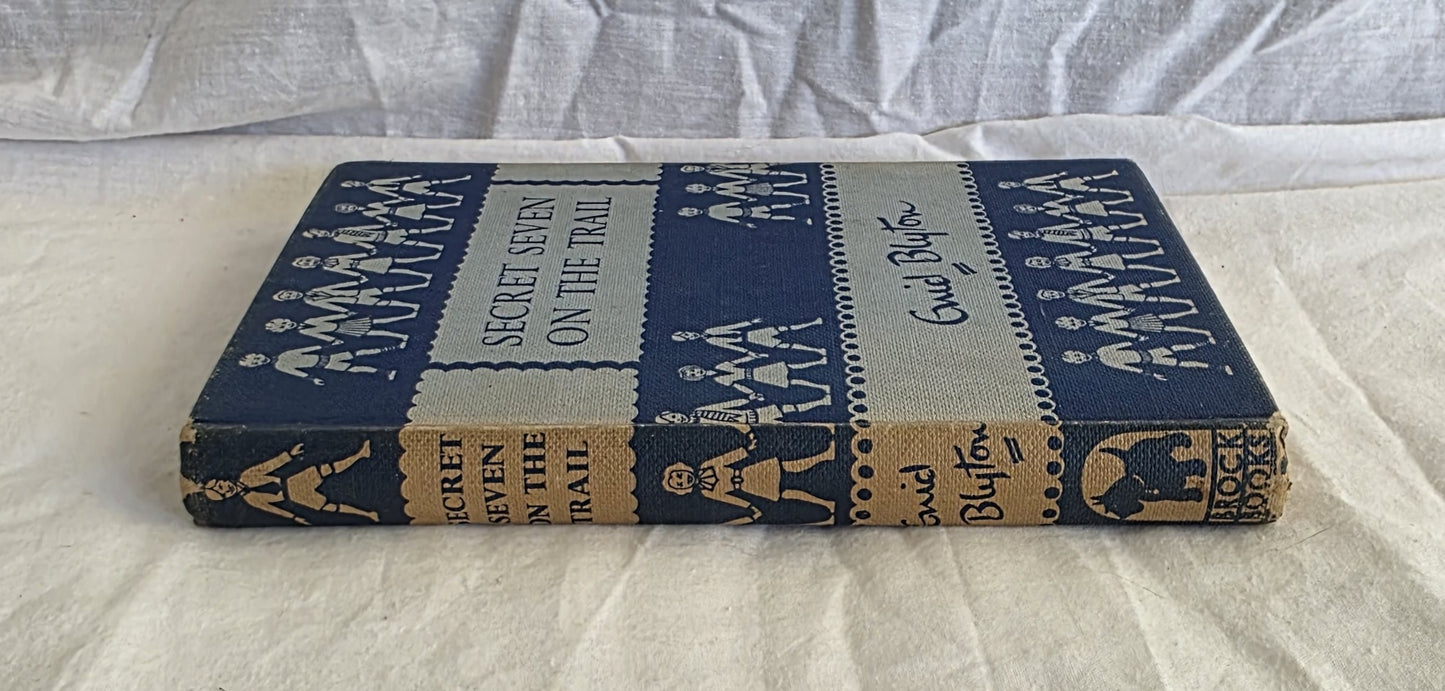 SECRET SEVEN
ON THE TRAIL
Enid Blyton
SECRET
SEVEN
ON THE
TRAIL
Enid
Blyton
BROCK
BOOKS